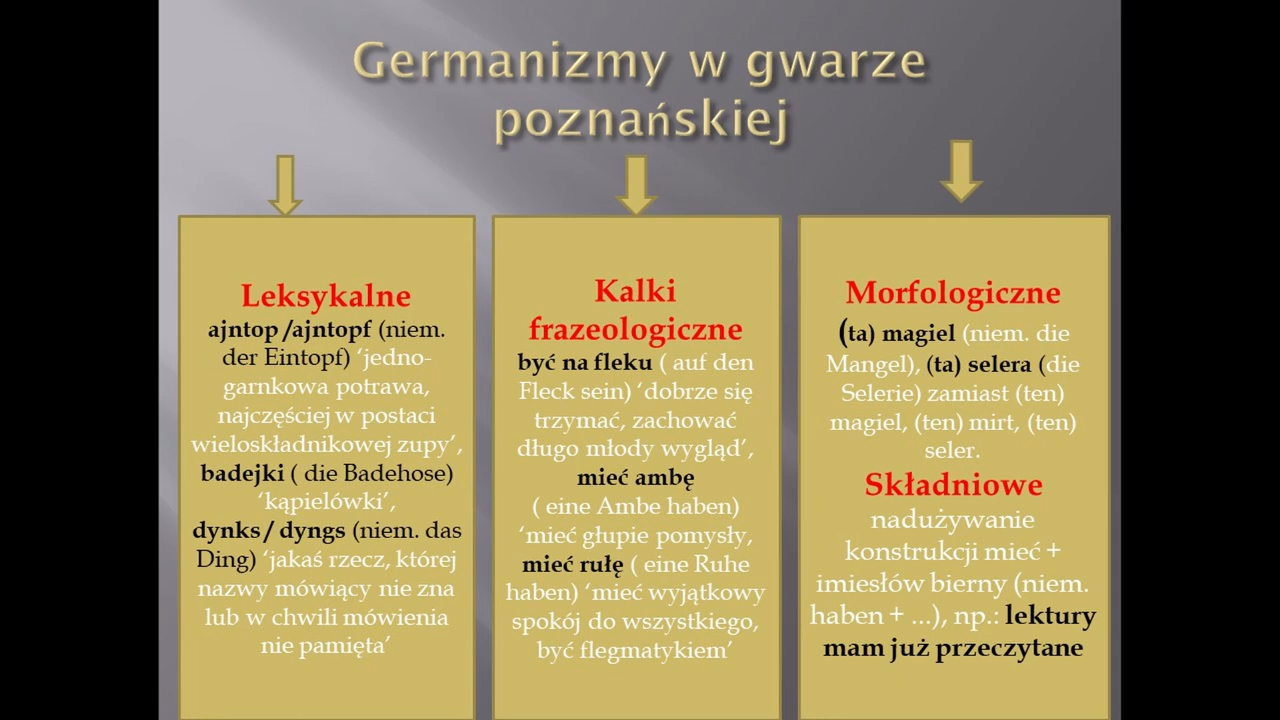 Germanizmy w gwarze
poznańskiej
Leksykalne
ajntop /ajntopf (niem.
der Eintopf) ‘jedno-
garnkowa potrawa,
najczęściej w postaci
wieloskładnikowej zupy’,
badejki ( die Badehose)
‘kąpielówki’,
dynks / dyngs (niem. das
Ding) ‘jakaś rzecz, której
nazwy mówiący nie zna
lub w chwili mówienia
nie pamięta’
Kalki
frazeologiczne
być na fleku ( auf den
Fleck sein) ‘dobrze się
trzymać, zachować
długo młody wygląd’,
mieć ambę
( eine Ambe haben)
‘mieć głupie pomysły,
mieć rułę ( eine Ruhe
haben) ‘mieć wyjątkowy
spokój do wszystkiego,
być flegmatykiem’
Morfologiczne
(ta) magiel (niem. die
Mangel), (ta) selera (die
Selerie) zamiast (ten)
magiel, (ten) mirt, (ten)
seler.
Składniowe
nadużywanie
konstrukcji mieć +
imiesłów bierny (niem.
haben + ...), np.: lektury
mam już przeczytane